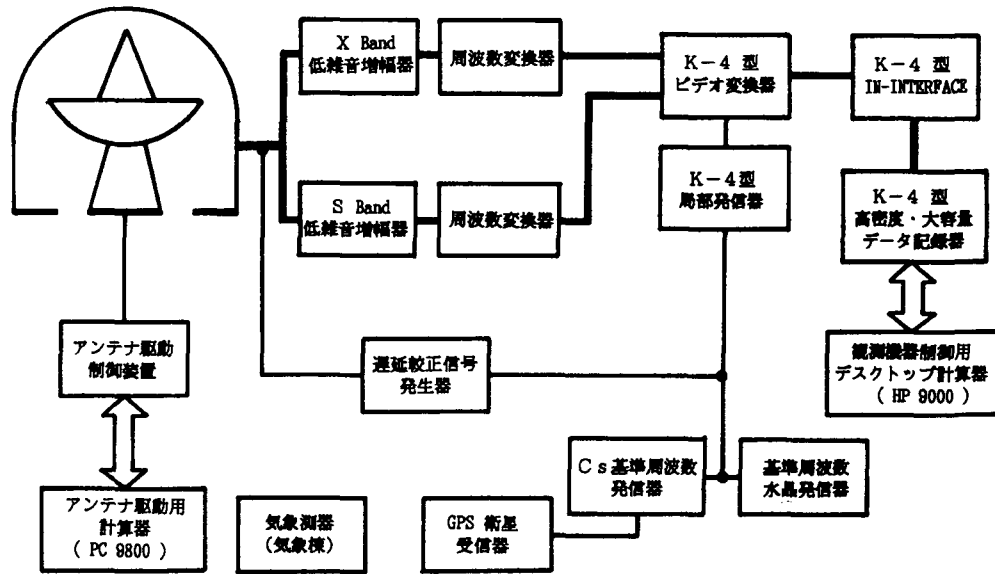 X Band
低雑音増幅器
周波数変換器
K-4 型
ビデオ変換器
K-4 型
IN-INTERFACE
S Band
低雑音増幅器
周波数変換器
K-4型
局部発信器
K-4 型
高密度・大容量
データ記録器
アンテナ駆動
制御装置
遅延較正信号
発生器
観測機器制御用
デスクトップ計算器
( HP 9000 )
Cs基準周波数
発信器
基準周波数
水晶発信器
アンテナ駆動用
計算器
( PC 9800 )
気象測器
(気象棟)
GPS 衛星
受信器